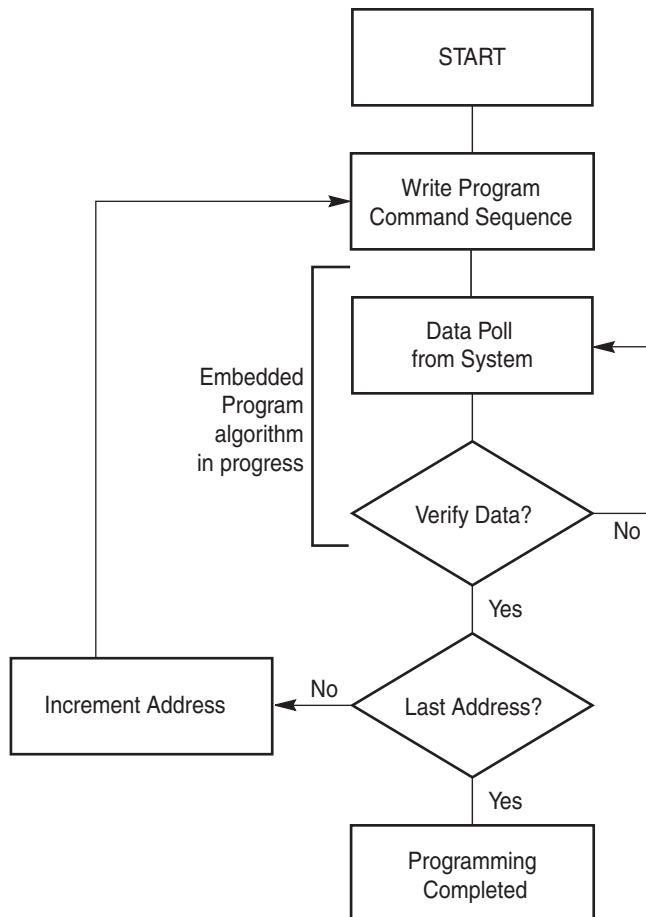 START
Write Program
Command Sequence
Data Poll
from System
Embedded
Program
algorithm
in progress
Verify Data?
No
Yes
Increment Address
No
Last Address?
Yes
Programming
Completed